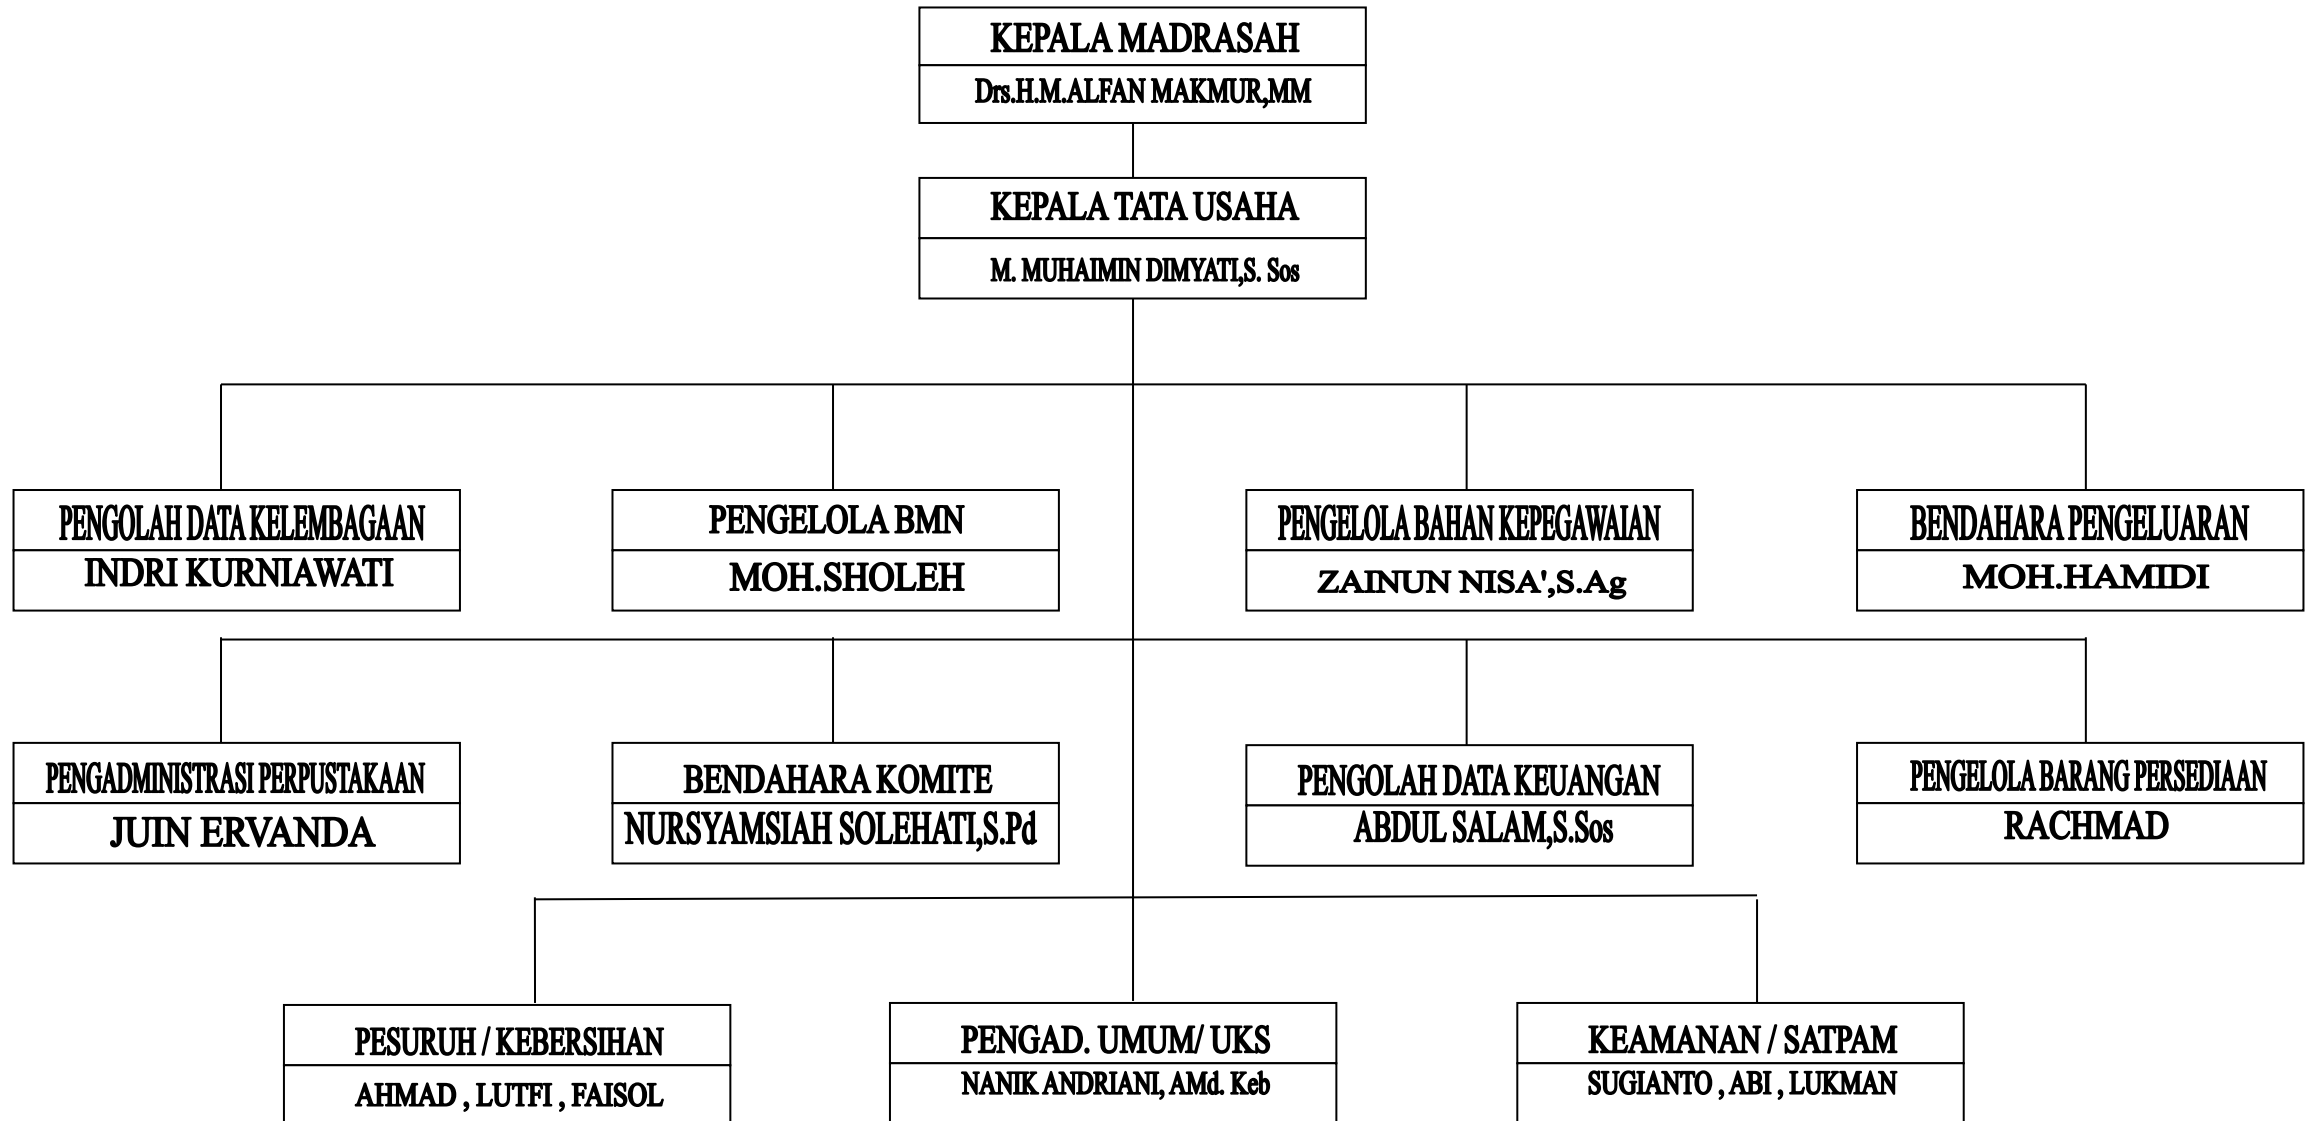 KEPALA MADRASAH
Drs.H.M.ALFAN MAKMUR,MM
KEPALA TATA USAHA
M. MUHAIMIN DIMYATI,S. Sos
PENGOLAH DATA KELEMBAGAAN
INDRI KURNIAWATI
PENGELOLA BMN
MOH.SHOLEH
PENGELOLA BAHAN KEPEGAWAIAN
ZAINUN NISA',S.Ag
BENDAHARA PENGELUARAN
MOH.HAMIDI
PENGADMINISTRASI PERPUSTAKAAN
JUIN ERVANDA
BENDAHARA KOMITE
NURSYAMSIAH SOLEHATI,S.Pd
PENGOLAH DATA KEUANGAN
ABDUL SALAM,S.Sos
PENGELOLA BARANG PERSEDIAAN
RACHMAD
PESURUH / KEBERSIHAN
AHMAD , LUTFI , FAISOL
PENGAD. UMUM/ UKS
NANIK ANDRIANI, AMd. Keb
KEAMANAN / SATPAM
SUGIANTO , ABI , LUKMAN